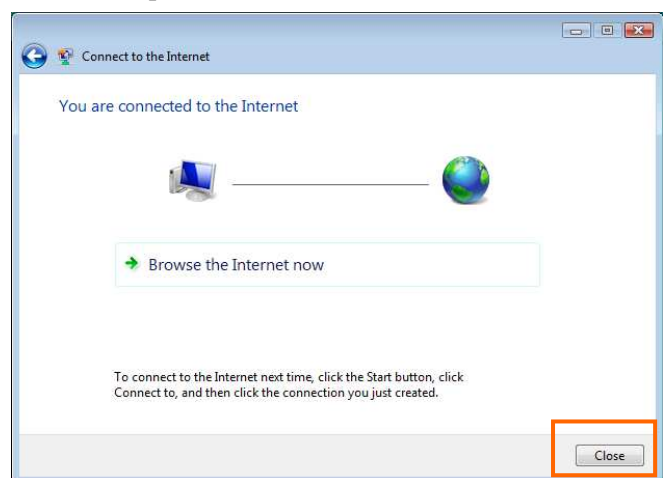 Connect to the Internet
You are connected to the Internet
Browse the Internet now
To connect to the Internet next time, click the Start button, click
Connect to, and then click the connection you just created.
Close